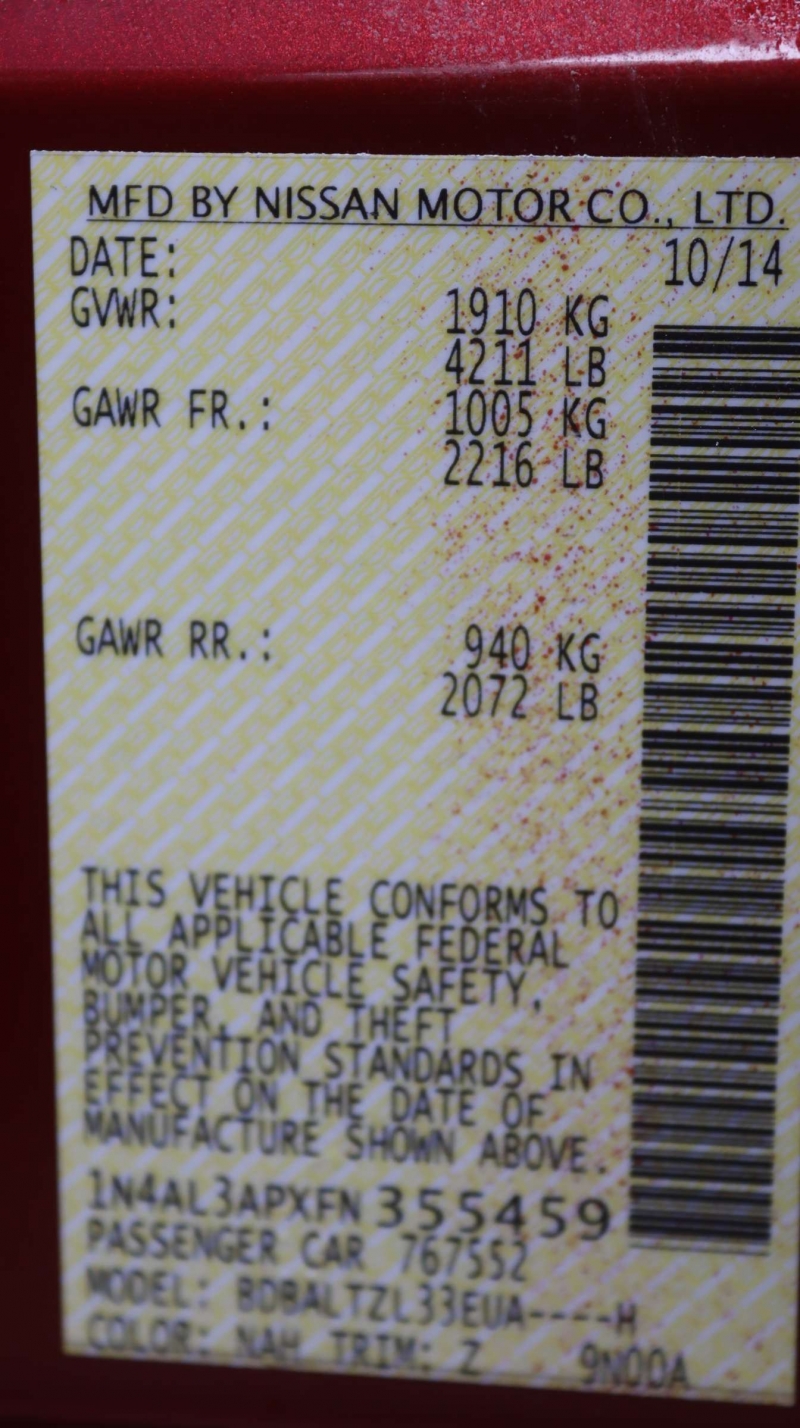 MFD BY NISSAN MOTOR CO., LTD.
DATE: 10/14
GVWR: 1910 KG
4211 LB
GAWR FR.: 1005 KG
2216 LB
GAWR RR.: 940 KG
2072 LB
THIS VEHICLE CONFORMS TO
ALL APPLICABLE FEDERAL
MOTOR VEHICLE SAFETY,
BUMPER, AND THEFT
PREVENTION STANDARDS IN
EFFECT ON THE DATE OF
MANUFACTURE SHOWN ABOVE.
1N4AL3APXFN355459
PASSENGER CAR 767552
MODEL: BDBALTZL33EUA----H
COLOR: NAH TRIM: Z 9N00A